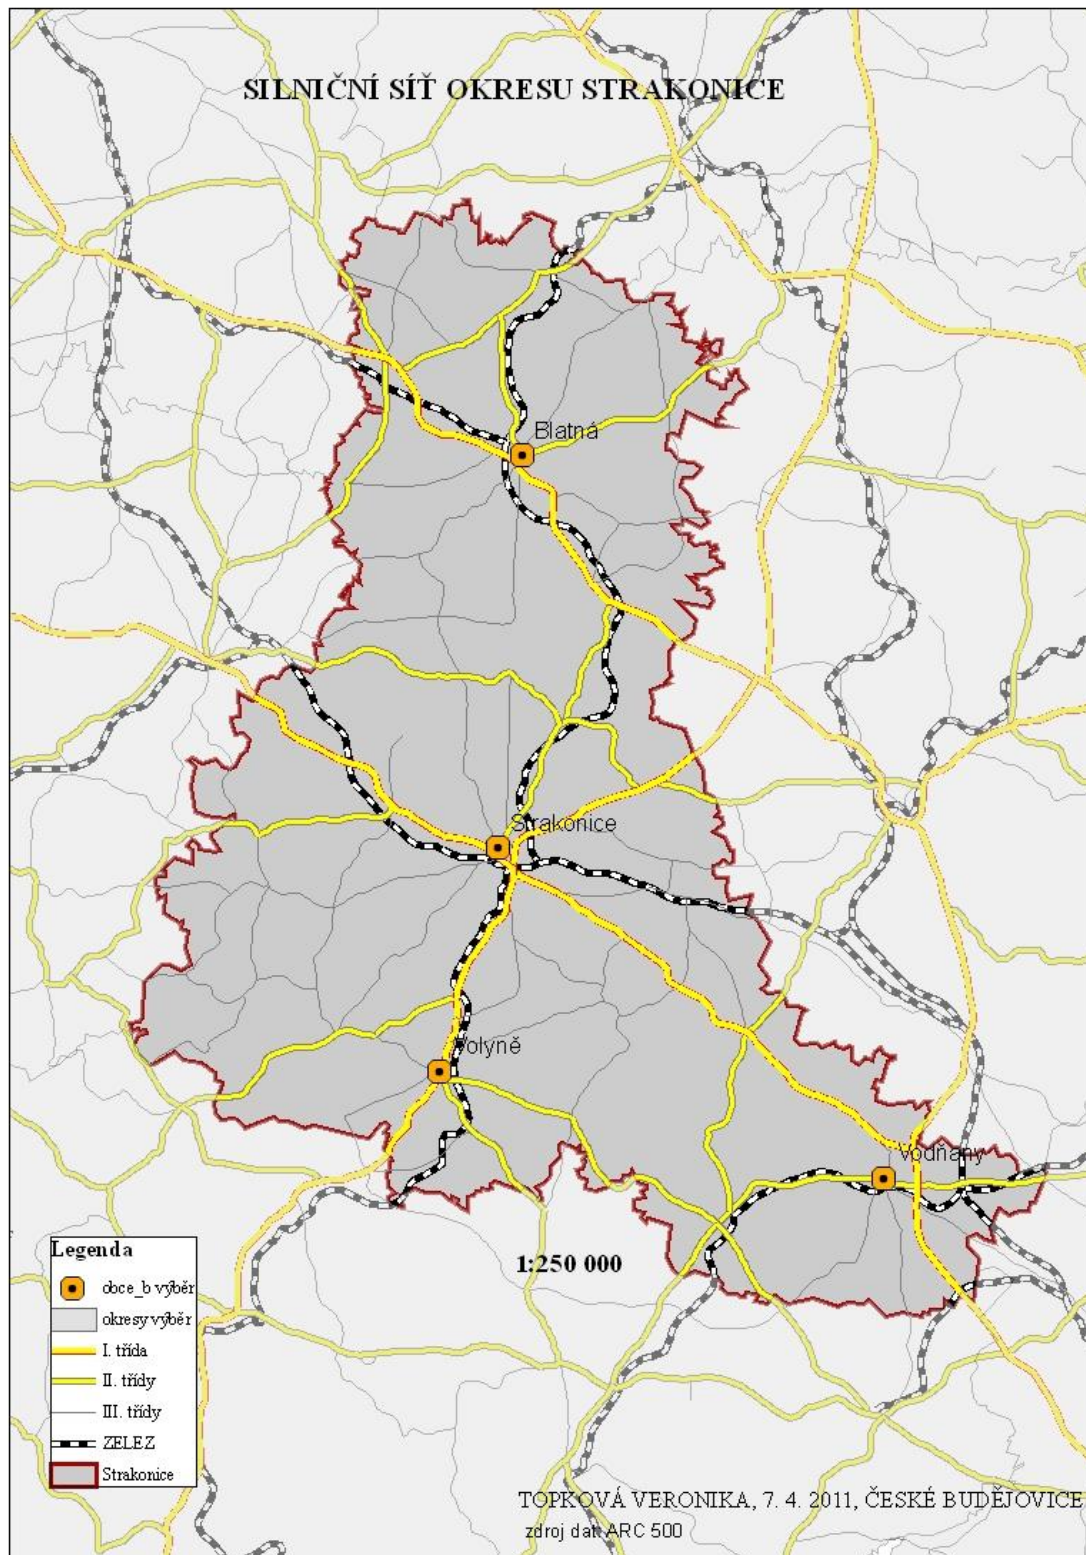 SILNIČNÍ SÍŤ OKRESU STRAKONICE
Blatná
Strakonice
Volyně
Vodňany
1:250 000
Legenda
obce_b výběr
okresy výběr
I. třída
II. třídy
III. třídy
ZELEZ
Strakonice
TOPKOVÁ VERONIKA, 7. 4. 2011, ČESKÉ BUDĚJOVICE
zdroj dat: ARC 500